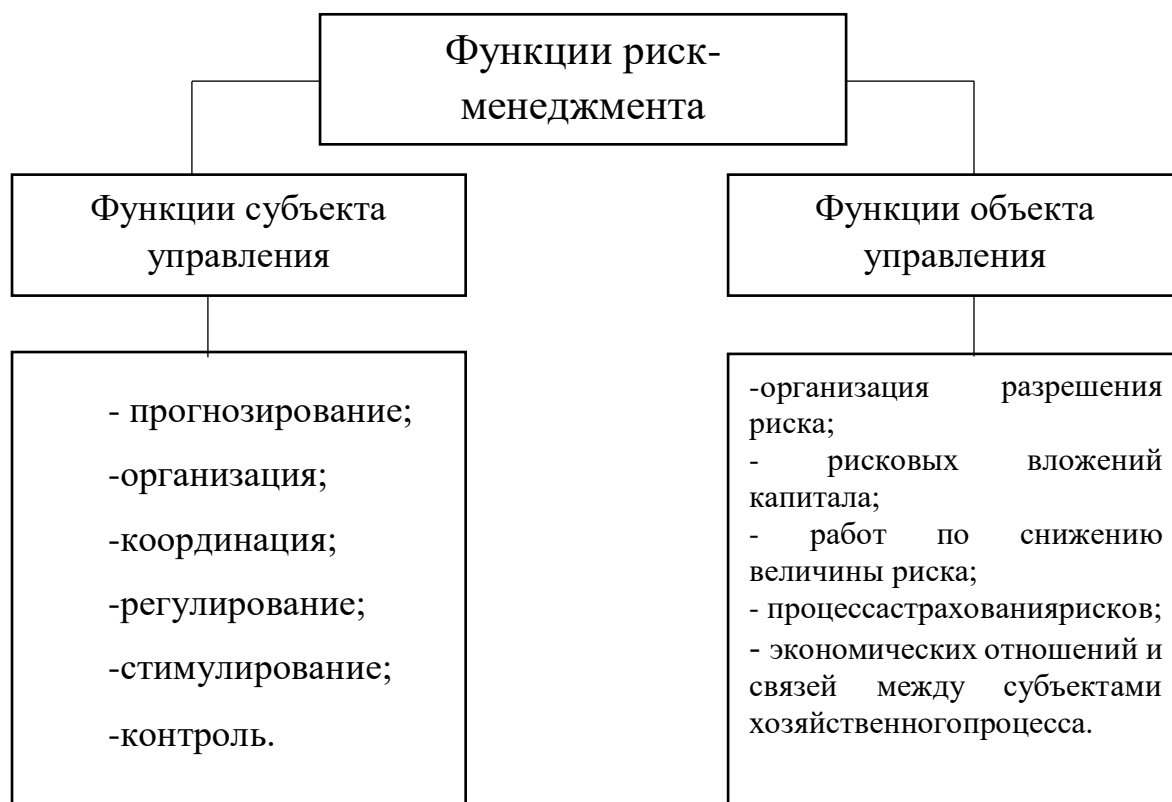 Функции риск-
менеджмента
Функции субъекта
управления
Функции объекта
управления
- прогнозирование;
-организация;
-координация;
-регулирование;
-стимулирование;
-контроль.
-организация разрешения
риска;
- рисковых вложений
капитала;
- работ по снижению
величины риска;
- процессастрахованиярисков;
- экономических отношений и
связей между субъектами
хозяйственногопроцесса.